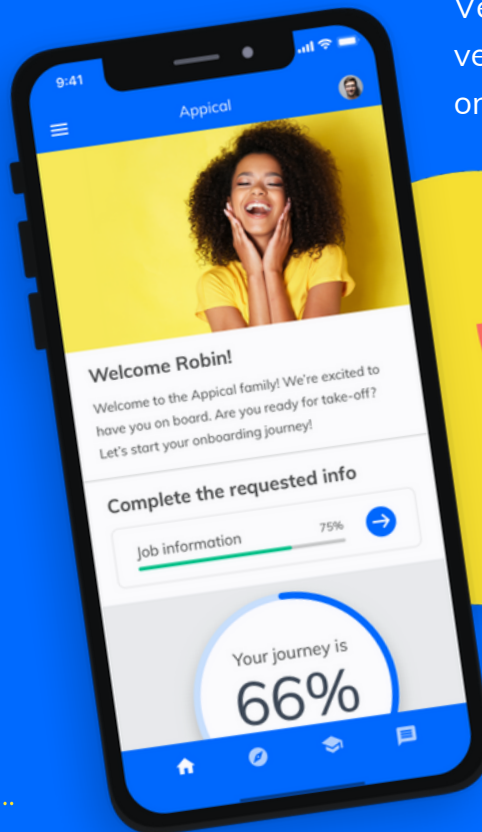 9:41
Appical
Welcome Robin!
Welcome to the Appical family! We're excited to
have you on board. Are you ready for take-off?
Let's start your onboarding journey!
Complete the requested info
Job information
75%
Your journey is
66%
..